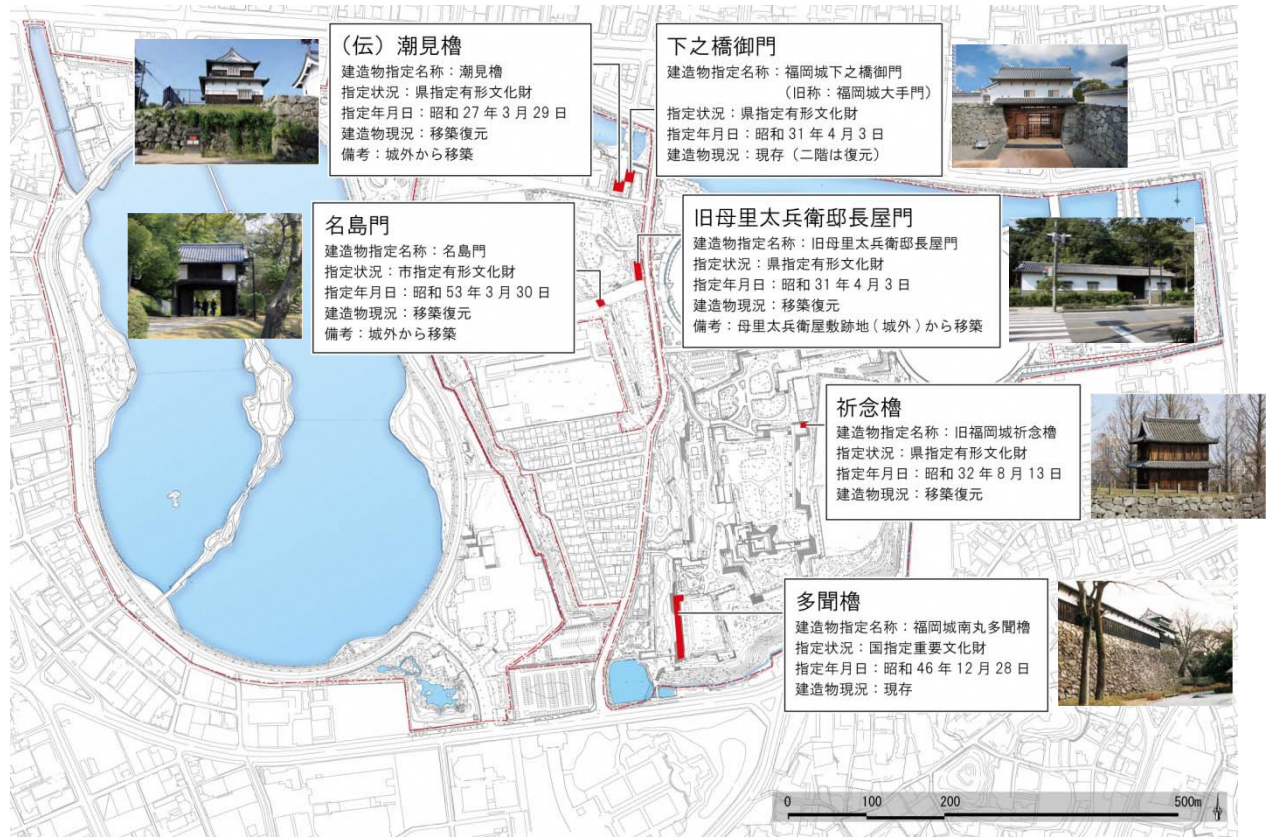 (伝)潮見櫓
建造物指定名称：潮見櫓
指定状況：県指定有形文化財
指定年月日：昭和 27 年 3 月 29 日
建造物現況：移築復元
備考：城外から移築
下之橋御門
建造物指定名称：福岡城下之橋御門
(旧称：福岡城大手門)
指定状況：県指定有形文化財
指定年月日：昭和 31 年 4 月 3 日
建造物現況：現存（二階は復元）
名島門
建造物指定名称：名島門
指定状況：市指定有形文化財
指定年月日：昭和 53 年 3 月 30 日
建造物現況：移築復元
備考：城外から移築
旧母里太兵衛邸長屋門
建造物指定名称：旧母里太兵衛邸長屋門
指定状況：県指定有形文化財
指定年月日：昭和 31 年 4 月 3 日
建造物現況：移築復元
備考：母里太兵衛屋敷跡地（城外）から移築
祈念櫓
建造物指定名称：旧福岡城祈念櫓
指定状況：県指定有形文化財
指定年月日：昭和 32 年 8 月 13 日
建造物現況：移築復元
多聞櫓
建造物指定名称：福岡城南丸多聞櫓
指定状況：国指定重要文化財
指定年月日：昭和 46 年 12 月 28 日
建造物現況：現存
0 100 200 500m